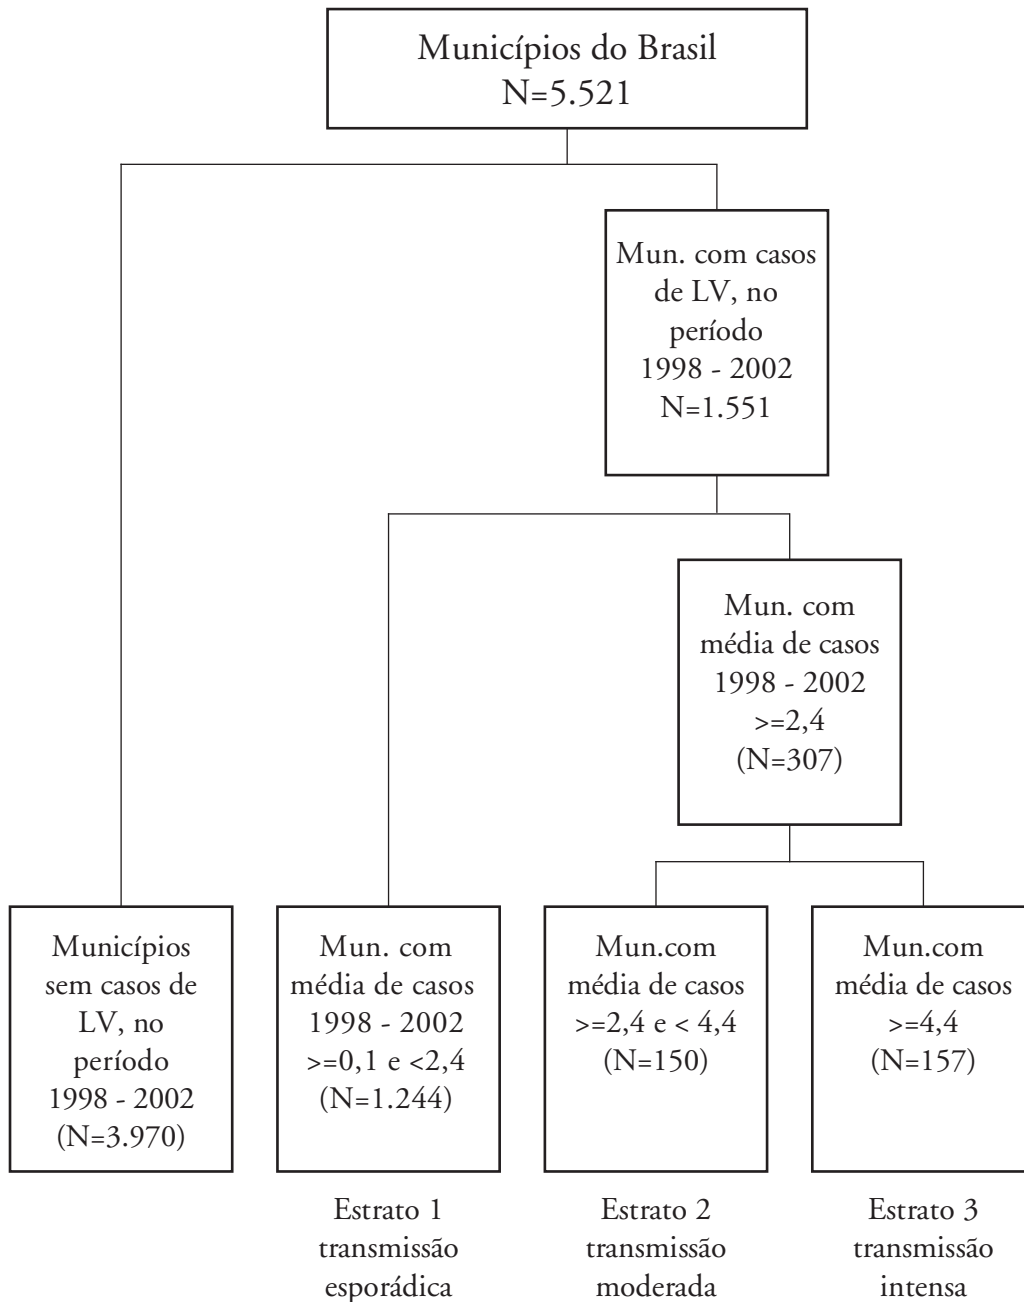 Municípios do Brasil
N=5.521
Mun. com casos
de LV, no
período
1998 - 2002
N=1.551
Mun. com
média de casos
1998 - 2002
>=2,4
(N=307)
Municípios
sem casos de
LV, no
período
1998 - 2002
(N=3.970)
Mun. com
média de casos
1998 - 2002
>=0,1 e <2,4
(N=1.244)
Mun.com
média de casos
>=2,4 e < 4,4
(N=150)
Mun.com
média de casos
>=4,4
(N=157)
Estrato 1
transmissão
esporádica
Estrato 2
transmissão
moderada
Estrato 3
transmissão
intensa